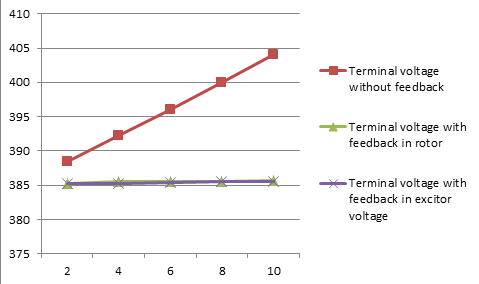 410
405
400
395
390
385
380
375
2 4 6 8 10
Terminal voltage
without feedback
Terminal voltage with
feedback in rotor
Terminal voltage with
feedback in excitor
voltage